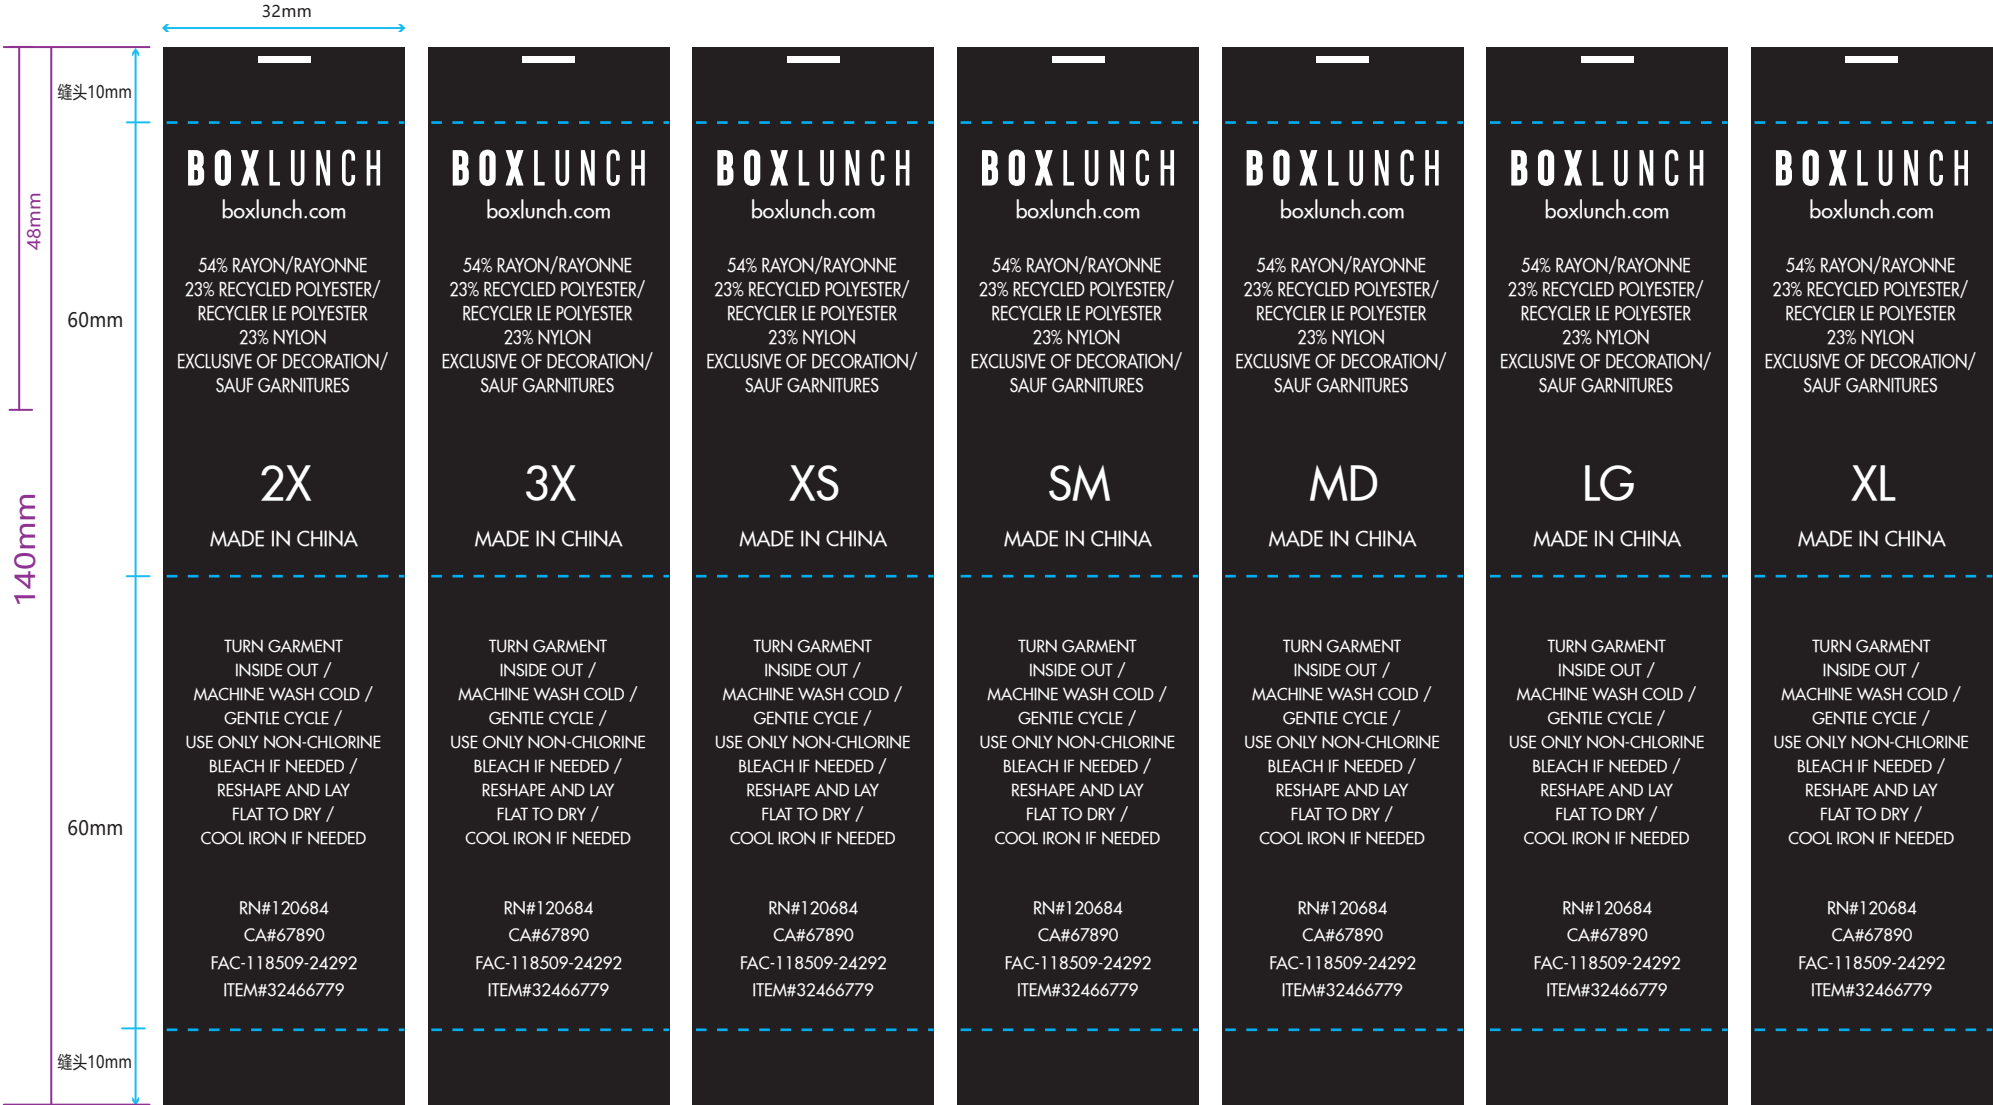 32mm
缝头10mm
48mm
60mm
140mm
60mm
缝头10mm
BOXLUNCH
boxlunch.com
54% RAYON/RAYONNE
23% RECYCLED POLYESTER/
RECYCLER LE POLYESTER
23% NYLON
EXCLUSIVE OF DECORATION/
SAUF GARNITURES
2X
MADE IN CHINA
TURN GARMENT
INSIDE OUT /
MACHINE WASH COLD /
GENTLE CYCLE /
USE ONLY NON-CHLORINE
BLEACH IF NEEDED /
RESHAPE AND LAY
FLAT TO DRY /
COOL IRON IF NEEDED
RN#120684
CA#67890
FAC-118509-24292
ITEM#32466779
BOXLUNCH
boxlunch.com
54% RAYON/RAYONNE
23% RECYCLED POLYESTER/
RECYCLER LE POLYESTER
23% NYLON
EXCLUSIVE OF DECORATION/
SAUF GARNITURES
3X
MADE IN CHINA
TURN GARMENT
INSIDE OUT /
MACHINE WASH COLD /
GENTLE CYCLE /
USE ONLY NON-CHLORINE
BLEACH IF NEEDED /
RESHAPE AND LAY
FLAT TO DRY /
COOL IRON IF NEEDED
RN#120684
CA#67890
FAC-118509-24292
ITEM#32466779
BOXLUNCH
boxlunch.com
54% RAYON/RAYONNE
23% RECYCLED POLYESTER/
RECYCLER LE POLYESTER
23% NYLON
EXCLUSIVE OF DECORATION/
SAUF GARNITURES
XS
MADE IN CHINA
TURN GARMENT
INSIDE OUT /
MACHINE WASH COLD /
GENTLE CYCLE /
USE ONLY NON-CHLORINE
BLEACH IF NEEDED /
RESHAPE AND LAY
FLAT TO DRY /
COOL IRON IF NEEDED
RN#120684
CA#67890
FAC-118509-24292
ITEM#32466779
BOXLUNCH
boxlunch.com
54% RAYON/RAYONNE
23% RECYCLED POLYESTER/
RECYCLER LE POLYESTER
23% NYLON
EXCLUSIVE OF DECORATION/
SAUF GARNITURES
SM
MADE IN CHINA
TURN GARMENT
INSIDE OUT /
MACHINE WASH COLD /
GENTLE CYCLE /
USE ONLY NON-CHLORINE
BLEACH IF NEEDED /
RESHAPE AND LAY
FLAT TO DRY /
COOL IRON IF NEEDED
RN#120684
CA#67890
FAC-118509-24292
ITEM#32466779
BOXLUNCH
boxlunch.com
54% RAYON/RAYONNE
23% RECYCLED POLYESTER/
RECYCLER LE POLYESTER
23% NYLON
EXCLUSIVE OF DECORATION/
SAUF GARNITURES
MD
MADE IN CHINA
TURN GARMENT
INSIDE OUT /
MACHINE WASH COLD /
GENTLE CYCLE /
USE ONLY NON-CHLORINE
BLEACH IF NEEDED /
RESHAPE AND LAY
FLAT TO DRY /
COOL IRON IF NEEDED
RN#120684
CA#67890
FAC-118509-24292
ITEM#32466779
BOXLUNCH
boxlunch.com
54% RAYON/RAYONNE
23% RECYCLED POLYESTER/
RECYCLER LE POLYESTER
23% NYLON
EXCLUSIVE OF DECORATION/
SAUF GARNITURES
LG
MADE IN CHINA
TURN GARMENT
INSIDE OUT /
MACHINE WASH COLD /
GENTLE CYCLE /
USE ONLY NON-CHLORINE
BLEACH IF NEEDED /
RESHAPE AND LAY
FLAT TO DRY /
COOL IRON IF NEEDED
RN#120684
CA#67890
FAC-118509-24292
ITEM#32466779
BOXLUNCH
boxlunch.com
54% RAYON/RAYONNE
23% RECYCLED POLYESTER/
RECYCLER LE POLYESTER
23% NYLON
EXCLUSIVE OF DECORATION/
SAUF GARNITURES
XL
MADE IN CHINA
TURN GARMENT
INSIDE OUT /
MACHINE WASH COLD /
GENTLE CYCLE /
USE ONLY NON-CHLORINE
BLEACH IF NEEDED /
RESHAPE AND LAY
FLAT TO DRY /
COOL IRON IF NEEDED
RN#120684
CA#67890
FAC-118509-24292
ITEM#32466779